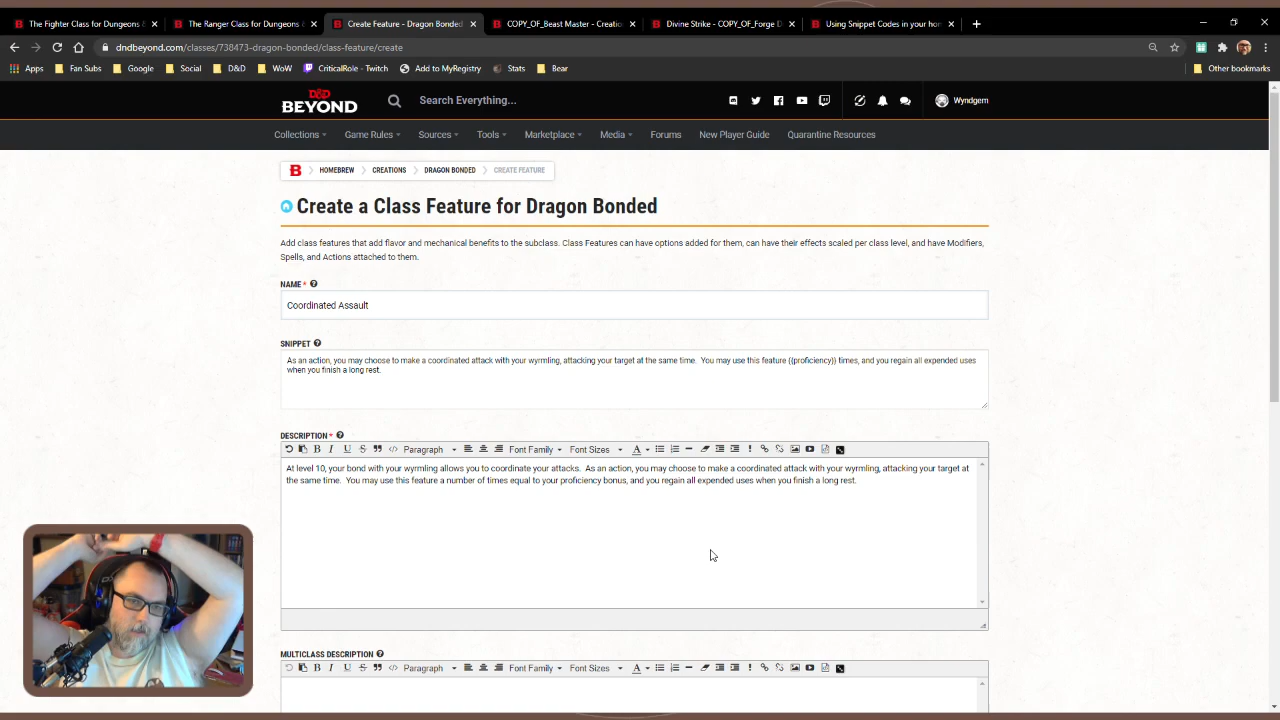 The Fighter Class for Dungeons &
The Ranger Class for Dungeons &
Create Feature - Dragon Bonded
COPY_OF_Beast Master - Creatio
Divine Strike - COPY_OF_Forge D
Using Snippet Codes in your hon
dndbeyond.com/classes/738473-dragon-bonded/class-feature/create
Apps
Fan Subs
Google
Social
D&D
WoW
CriticalRole - Twitch
Add to MyRegistry
Stats
Bear
Other bookmarks
D&D
BEYOND
Search Everything...
Wyndgem
Collections
Game Rules
Sources
Tools
Marketplace
Media
Forums
New Player Guide
Quarantine Resources
B
HOMEBREW
CREATIONS
DRAGON BONDED
CREATE FEATURE
Create a Class Feature for Dragon Bonded
Add class features that add flavor and mechanical benefits to the subclass. Class Features can have options added for them, can have their effects scaled per class level, and have Modifiers,
Spells, and Actions attached to them.
NAME *
Coordinated Assault
SNIPPET
As an action, you may choose to make a coordinated attack with your wyrmling, attacking your target at the same time. You may use this feature {{proficiency}} times, and you regain all expended uses
when you finish a long rest.
DESCRIPTION *
B I U S Paragraph Font Family Font Sizes A
At level 10, your bond with your wyrmling allows you to coordinate your attacks. As an action, you may choose to make a coordinated attack with your wyrmling, attacking your target at
the same time. You may use this feature a number of times equal to your proficiency bonus, and you regain all expended uses when you finish a long rest.
MULTICLASS DESCRIPTION
B I U S Paragraph Font Family Font Sizes A